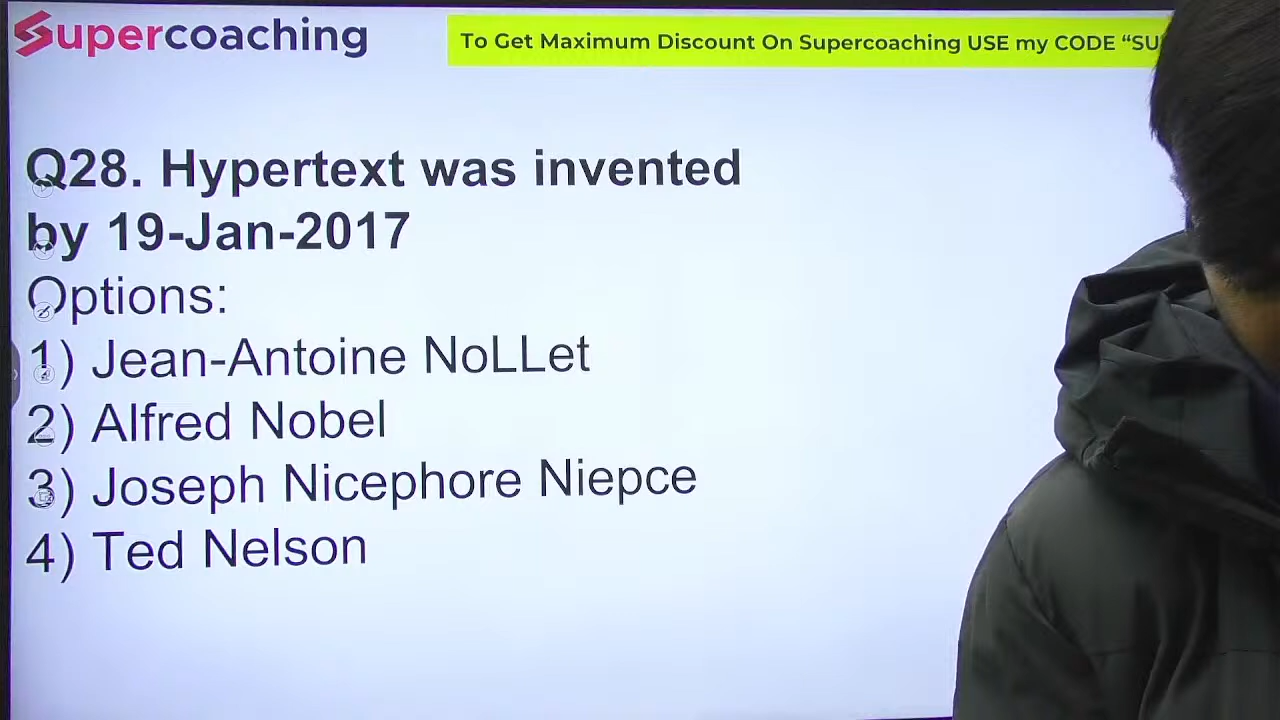 Supercoaching
To Get Maximum Discount On Supercoaching USE my CODE "SU
Q28. Hypertext was invented
by 19-Jan-2017
Options:
1) Jean-Antoine NoLLet
2) Alfred Nobel
3) Joseph Nicephore Niepce
4) Ted Nelson